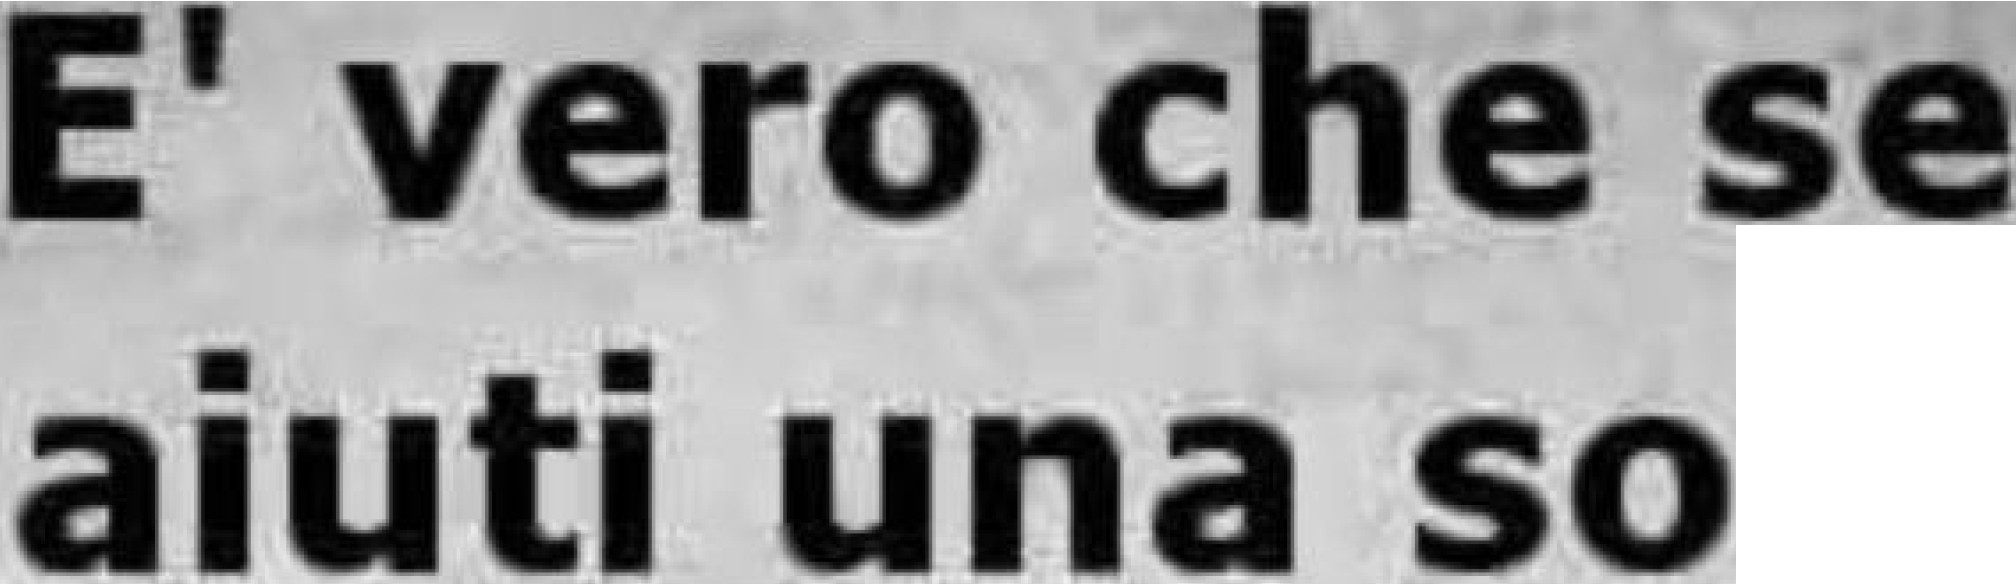 E' vero che se
aiuti una so